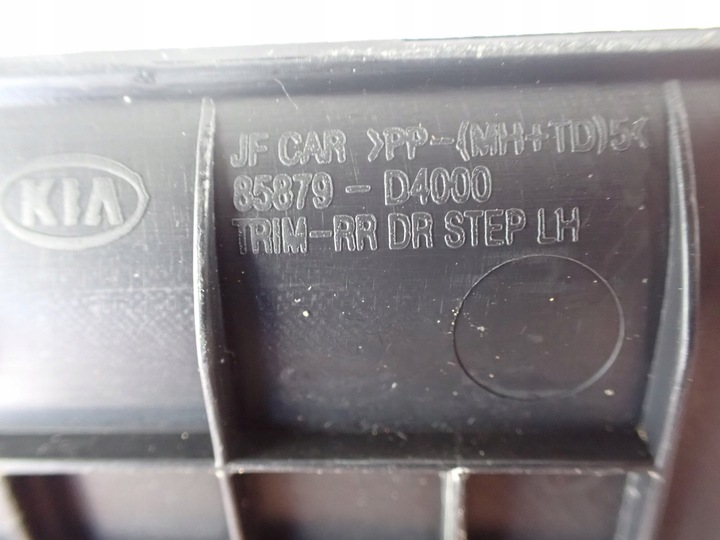 KIA
JF CAR >PP-(MH+TD)5<
85879 - D4000
TRIM-RR DR STEP LH